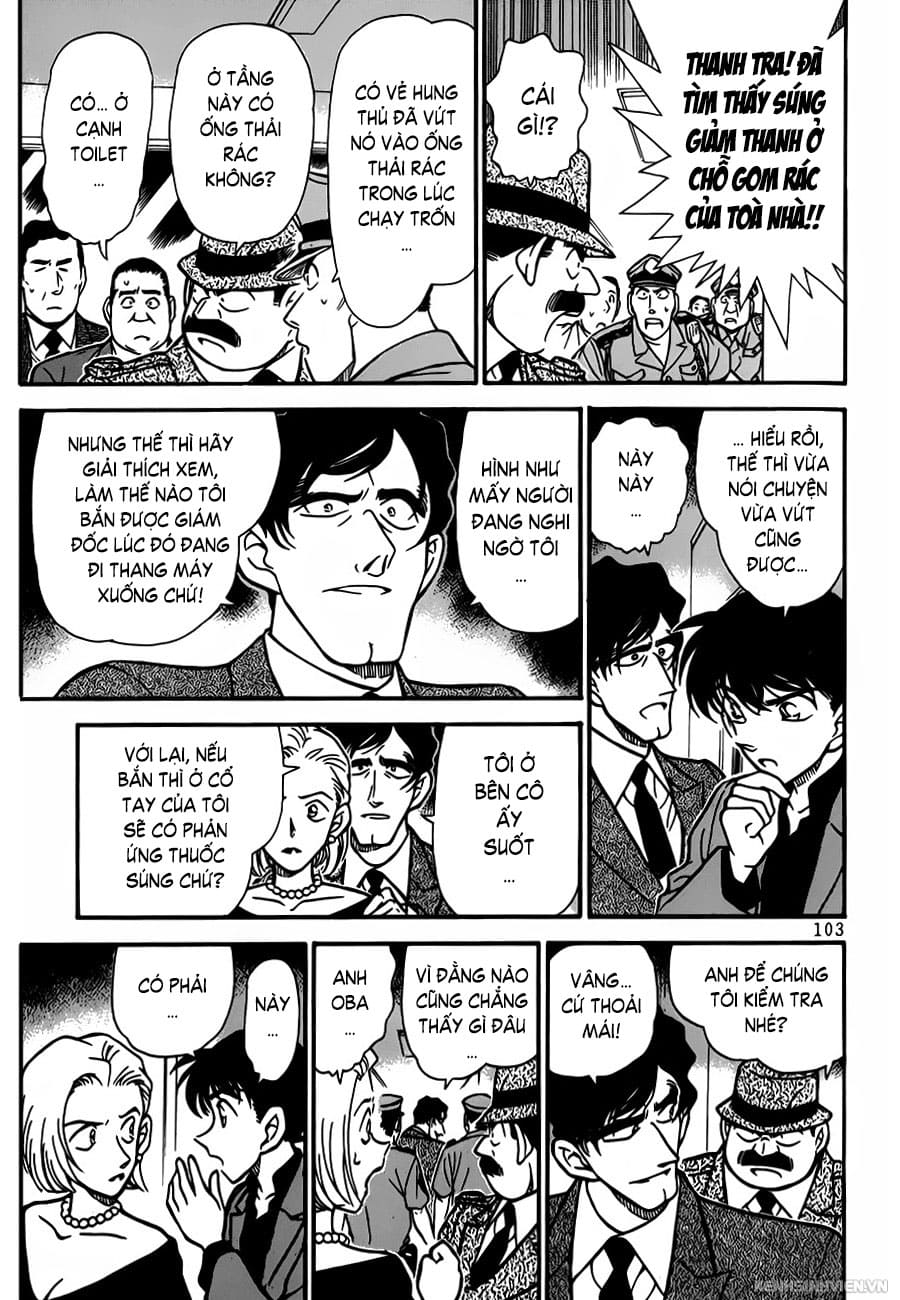 THANH TRA! ĐÃ
TÌM THẤY SÚNG
GIẢM THANH Ở
CHỖ GOM RÁC
CỦA TOÀ NHÀ!!
CÁI
GÌ!?
CÓ VẺ HUNG
THỦ ĐÃ VỨT
NÓ VÀO ỐNG
THẢI RÁC
TRONG LÚC
CHẠY TRỐN
...
Ở TẦNG
NÀY CÓ
ỐNG THẢI
RÁC
KHÔNG?
CÓ... Ở
CẠNH
TOILET
...
... HIỂU RỒI,
THẾ THÌ VỪA
NÓI CHUYỆN
VỪA VỨT
CŨNG
ĐƯỢC...
NÀY
NÀY
...
HÌNH NHƯ
MẤY NGƯỜI
ĐANG NGHI
NGỜ TÔI
...
NHƯNG THẾ THÌ HÃY
GIẢI THÍCH XEM,
LÀM THẾ NÀO TÔI
BẮN ĐƯỢC GIÁM
ĐỐC LÚC ĐÓ ĐANG
ĐI THANG MÁY
XUỐNG CHỨ!
TÔI Ở
BÊN CÔ
ẤY
SUỐT
...
VỚI LẠI, NẾU
BẮN THÌ Ở CỔ
TAY CỦA TÔI
SẼ CÓ PHẢN
ỨNG THUỐC
SÚNG CHỨ?
103
ANH ĐỂ CHÚNG
TÔI KIỂM TRA
NHÉ?
VÂNG...
CỨ THOẢI
MÁI!
VÌ ĐẰNG NÀO
CŨNG CHẲNG
THẤY GÌ ĐÂU
...
ANH
OBA
...
NÀY
...
CÓ PHẢI
...
KENHSINHVIEN.VN